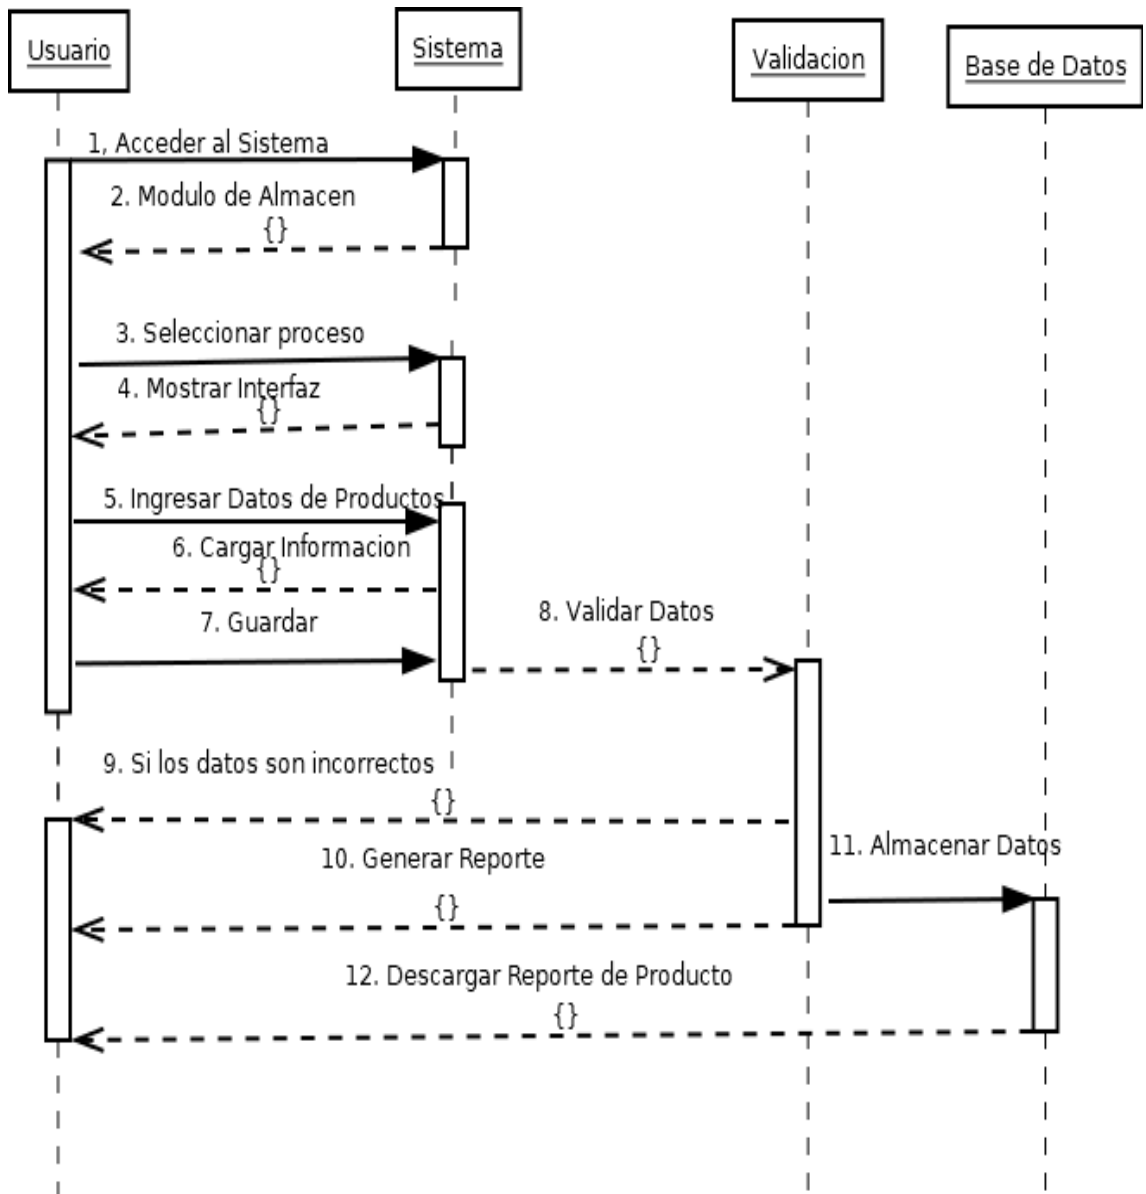 Usuario
Sistema
Validacion
Base de Datos
1, Acceder al Sistema
2. Modulo de Almacen
{}
3. Seleccionar proceso
4. Mostrar Interfaz
{}
5. Ingresar Datos de Productos
6. Cargar Informacion
{}
7. Guardar
8. Validar Datos
{}
9. Si los datos son incorrectos
{}
10. Generar Reporte
{}
11. Almacenar Datos
12. Descargar Reporte de Producto
{}